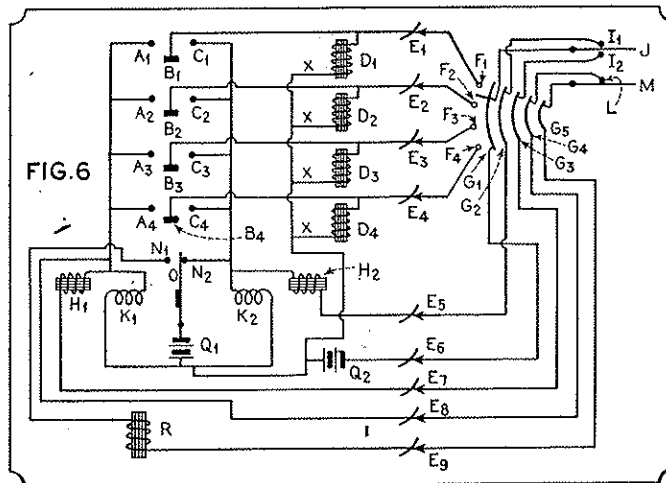 A1 C1 B1 X D1 E1 F1 I1 J
F2 I2
A2 C2 B2 X D2 E2 F3 M
L
A3 C3 B3 X D3 E3 F4 G5 G4 G3
FIG.6
G1 G2
A4 C4 B4 X D4 E4
N1 O N2 H2
H1 K1 K2 E5
Q1 Q2 E6
E7
E8
R E9